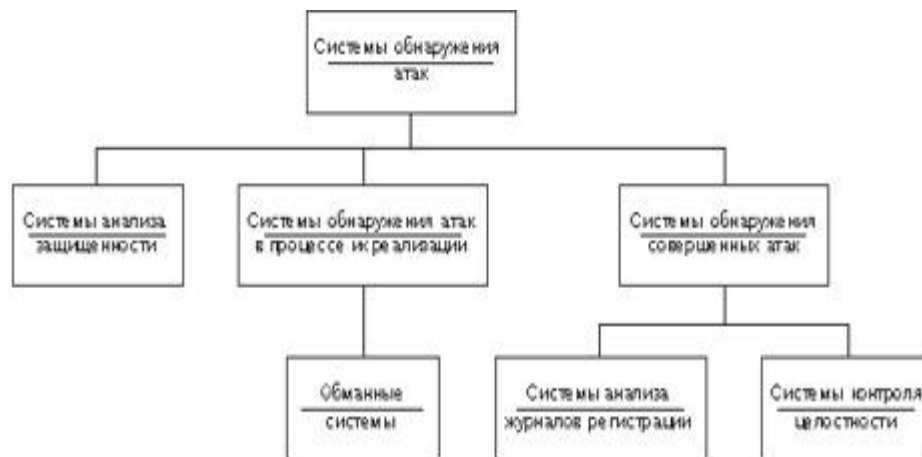 Системы обнаружения
атак
Системы анализа
защищенности
Системы обнаружения атак
в процессе их реализации
Системы обнаружения
совершенных атак
Обманные
системы
Системы анализа
журналов регистрации
Системы контроля
целостности